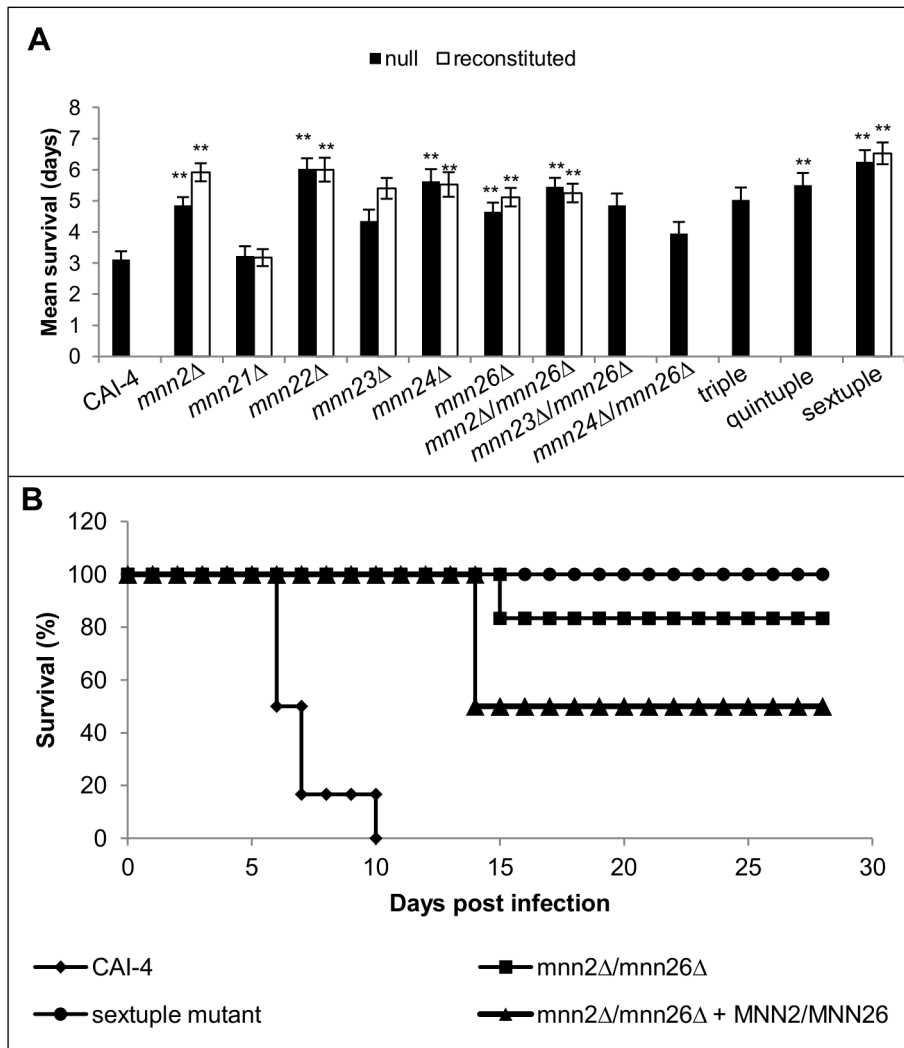 A
■ null □ reconstituted
Mean survival (days)
8
7
6
5
4
3
2
1
0
** ** ** ** ** ** ** ** ** ** ** ** **
CAI-4
mnn2Δ
mnn21Δ
mnn22Δ
mnn23Δ
mnn24Δ
mnn26Δ
mnn2Δ/mnn26Δ
mnn23Δ/mnn26Δ
mnn24Δ/mnn26Δ
triple
quintuple
sextuple
B
Survival (%)
120
100
80
60
40
20
0
0 5 10 15 20 25 30
Days post infection
CAI-4
mnn2Δ/mnn26Δ
sextuple mutant
mnn2Δ/mnn26Δ + MNN2/MNN26